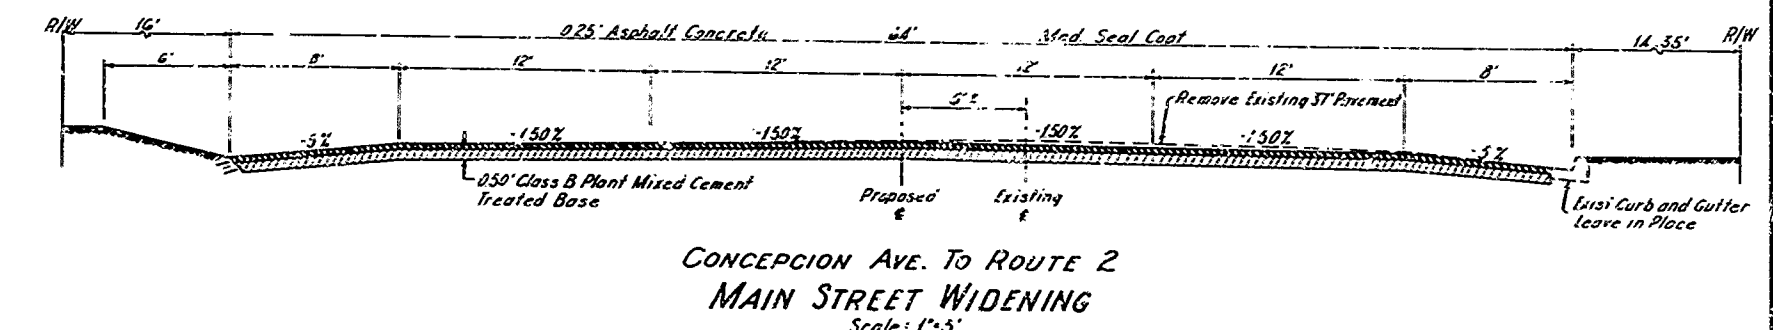 R/W 16' 0.25' Asphalt Concrete 64' Med. Seal Coat 14.35' R/W
6' 8' 12' 12' 12' 12' 8'
5'± Remove Existing 37' Pavement
-5% -1.50% -1.50% -1.50% -1.50% -5%
0.50' Class B Plant Mixed Cement
Treated Base
Proposed
℄
Existing
℄
Exist Curb and Gutter
Leave in Place
CONCEPCION AVE. TO ROUTE 2
MAIN STREET WIDENING
Scale: 1"=5'